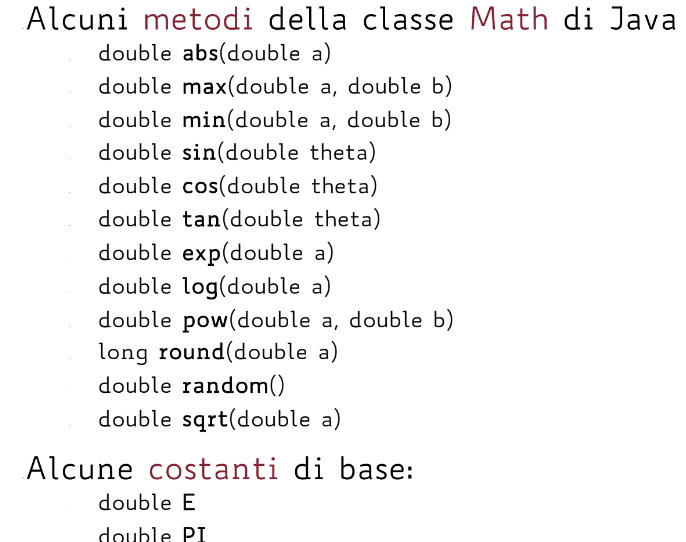 Alcuni metodi della classe Math di Java
double abs(double a)
double max(double a, double b)
double min(double a, double b)
double sin(double theta)
double cos(double theta)
double tan(double theta)
double exp(double a)
double log(double a)
double pow(double a, double b)
long round(double a)
double random()
double sqrt(double a)
Alcune costanti di base:
double E
double PI